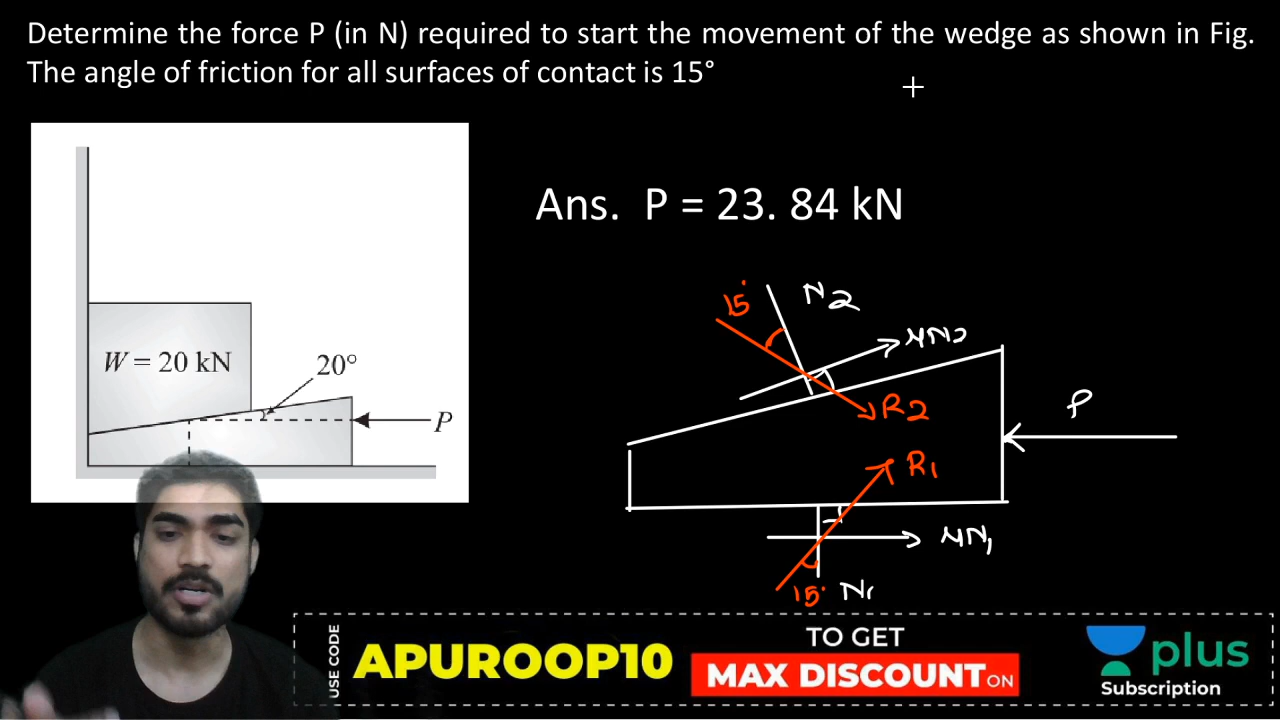 Determine the force P (in N) required to start the movement of the wedge as shown in Fig.
The angle of friction for all surfaces of contact is 15°
Ans. P = 23. 84 kN
W = 20 kN
20°
P
15°
N2
μN2
R2
P
R1
μN1
15°
N1
USE CODE
APUROOP10
TO GET
MAX DISCOUNT ON
plus
Subscription